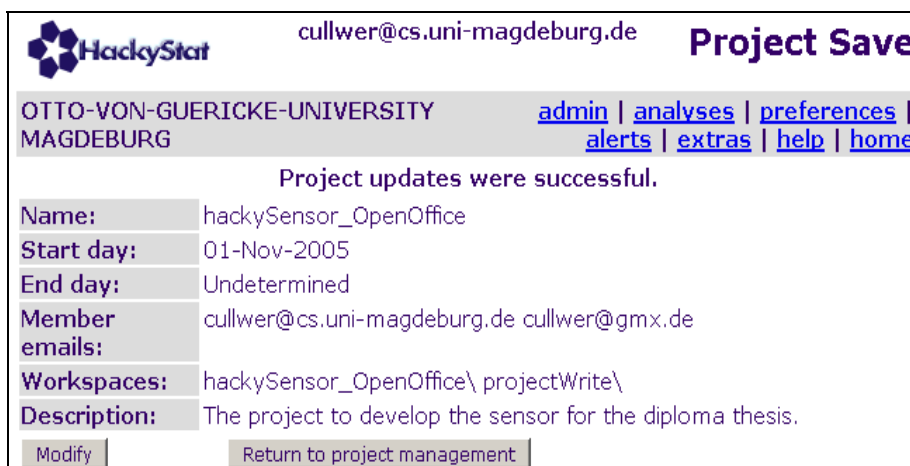 HackyStat
cullwer@cs.uni-magdeburg.de
Project Save
OTTO-VON-GUERICKE-UNIVERSITY
MAGDEBURG
admin | analyses | preferences |
alerts | extras | help | home
Project updates were successful.
Name: hackySensor_OpenOffice
Start day: 01-Nov-2005
End day: Undetermined
Member emails: cullwer@cs.uni-magdeburg.de cullwer@gmx.de
Workspaces: hackySensor_OpenOffice\ projectWrite\
Description: The project to develop the sensor for the diploma thesis.
Modify Return to project management